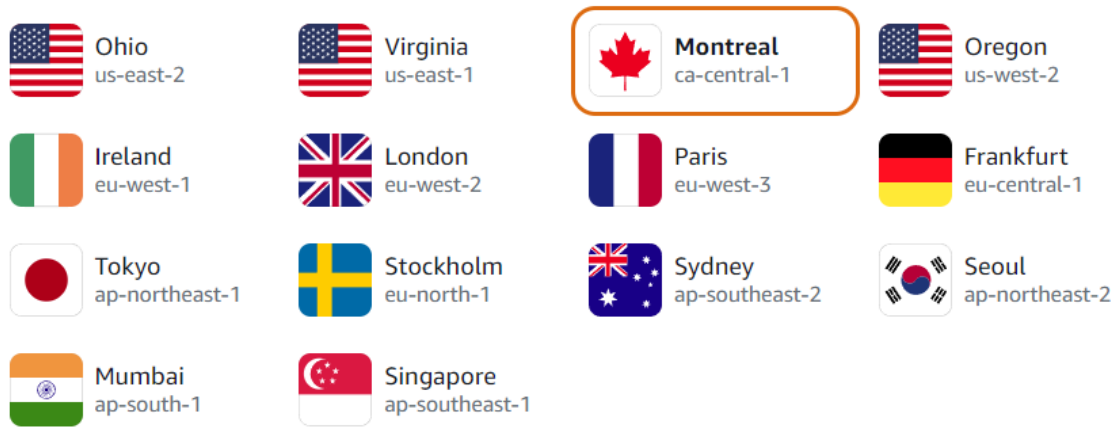 Ohio
us-east-2
Virginia
us-east-1
Montreal
ca-central-1
Oregon
us-west-2
Ireland
eu-west-1
London
eu-west-2
Paris
eu-west-3
Frankfurt
eu-central-1
Tokyo
ap-northeast-1
Stockholm
eu-north-1
Sydney
ap-southeast-2
Seoul
ap-northeast-2
Mumbai
ap-south-1
Singapore
ap-southeast-1